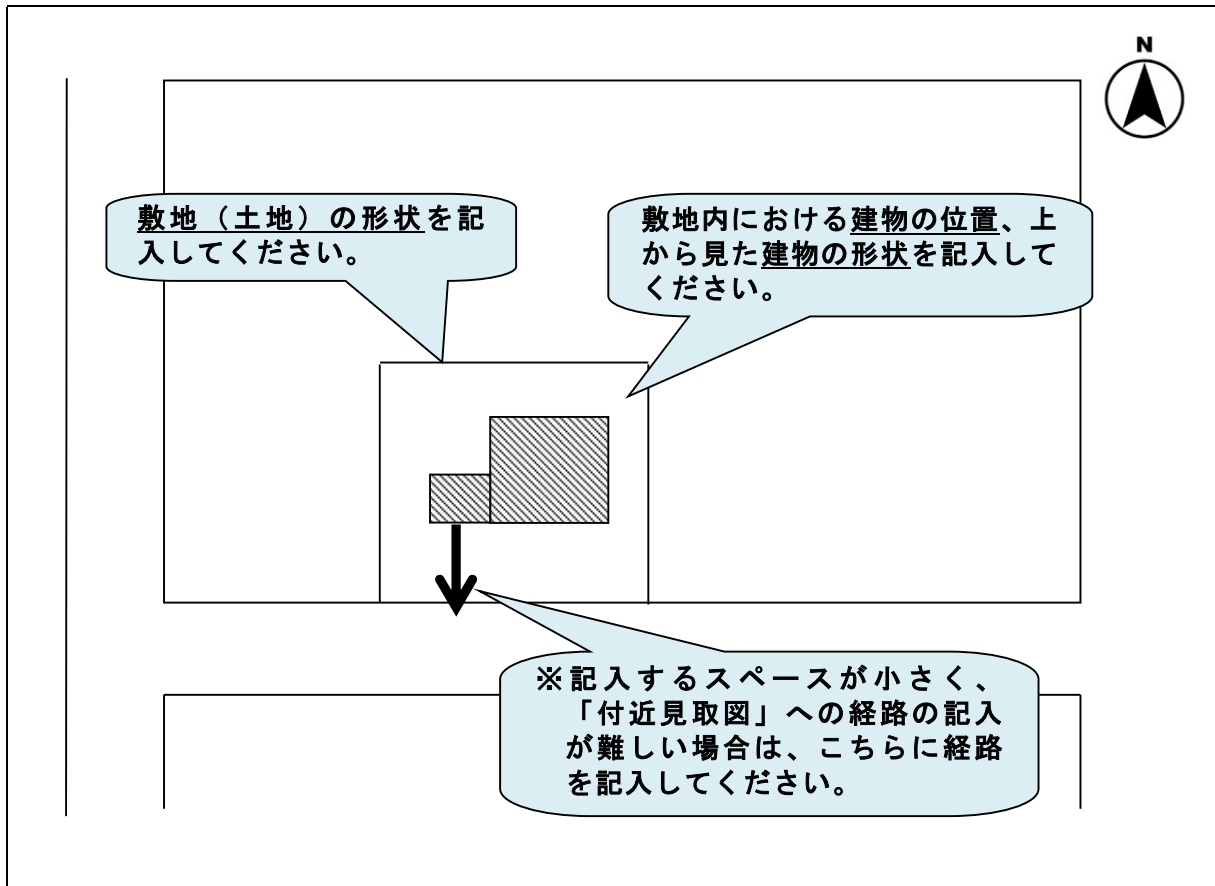 N
敷地（土地）の形状を記
入してください。
敷地内における建物の位置、上
から見た建物の形状を記入して
ください。
※記入するスペースが小さく、
「付近見取図」への経路の記入
が難しい場合は、こちらに経路
を記入してください。